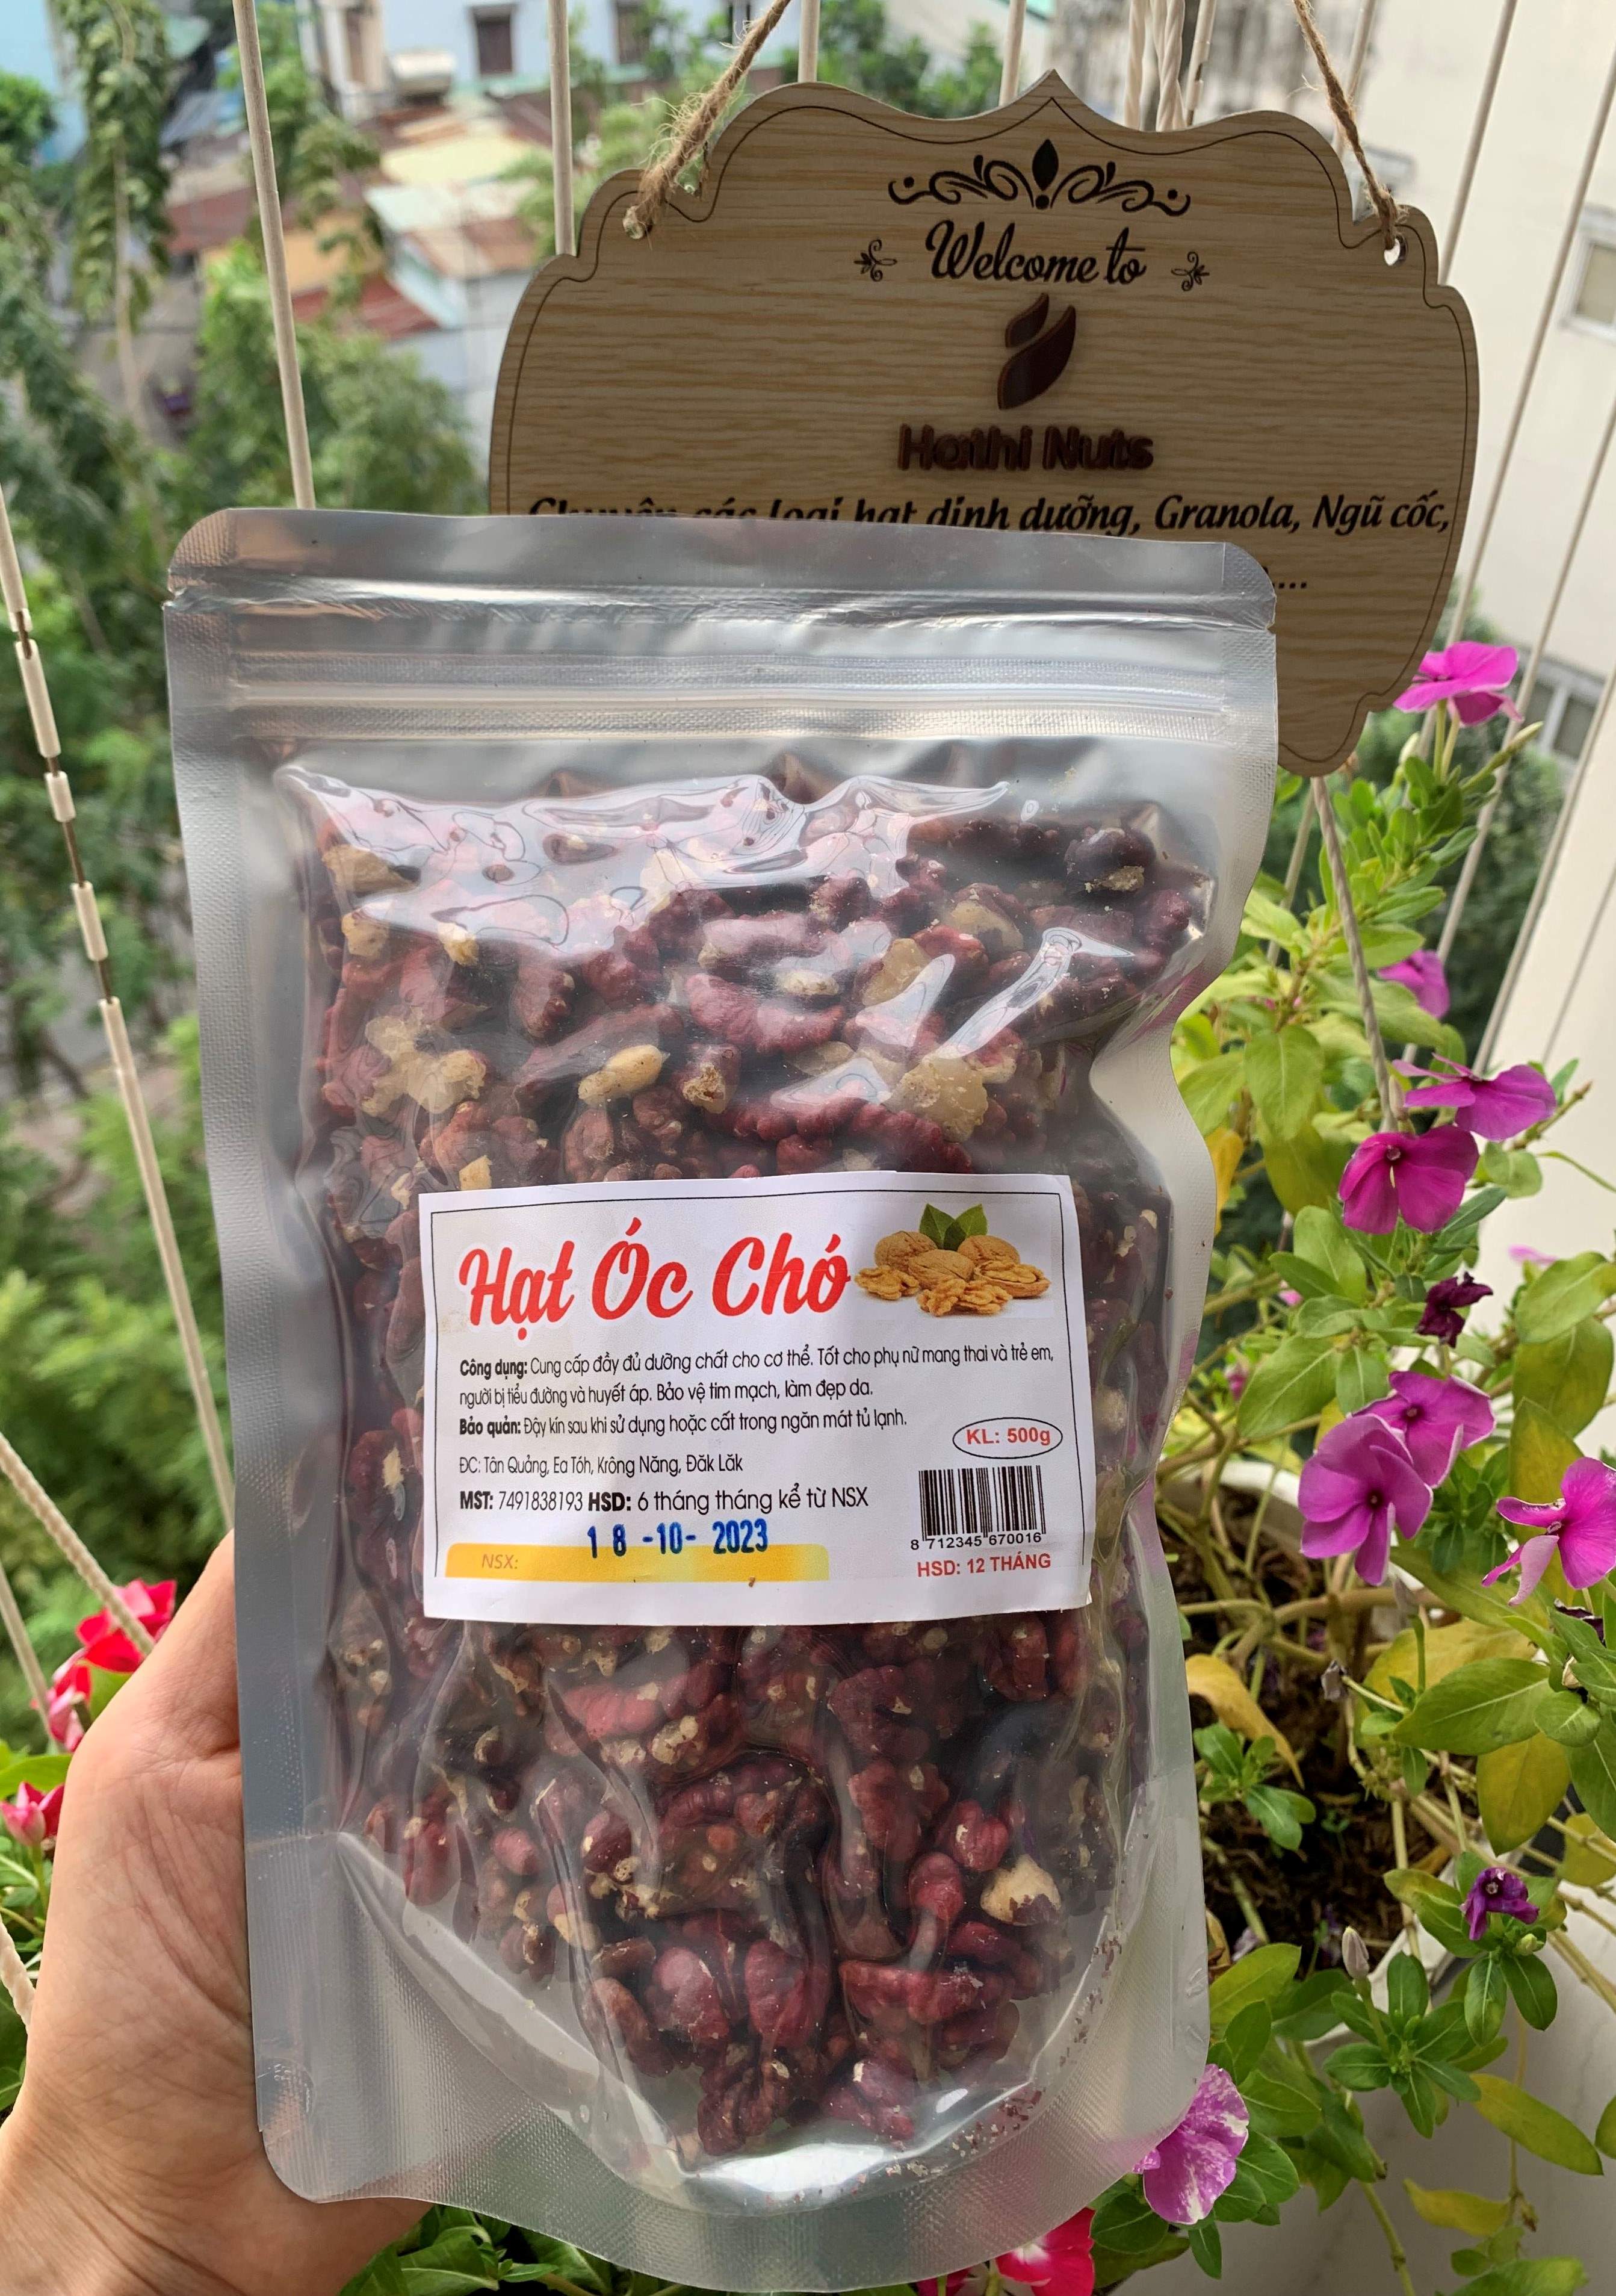 Welcome to
Hathi Nuts
Chuyên các loại hạt dinh dưỡng, Granola, Ngũ cốc,
....
Hạt Óc Chó
Công dụng: Cung cấp đầy đủ dưỡng chất cho cơ thể. Tốt cho phụ nữ mang thai và trẻ em,
người bị tiểu đường và huyết áp. Bảo vệ tim mạch, làm đẹp da.
Bảo quản: Đậy kín sau khi sử dụng hoặc cất trong ngăn mát tủ lạnh.
KL: 500g
ĐC: Tân Quảng, Ea Tóh, Krông Năng, Đăk Lăk
MST: 7491838193 HSD: 6 tháng tháng kể từ NSX
18-10-2023
NSX:
8 712345 670016
HSD: 12 THÁNG